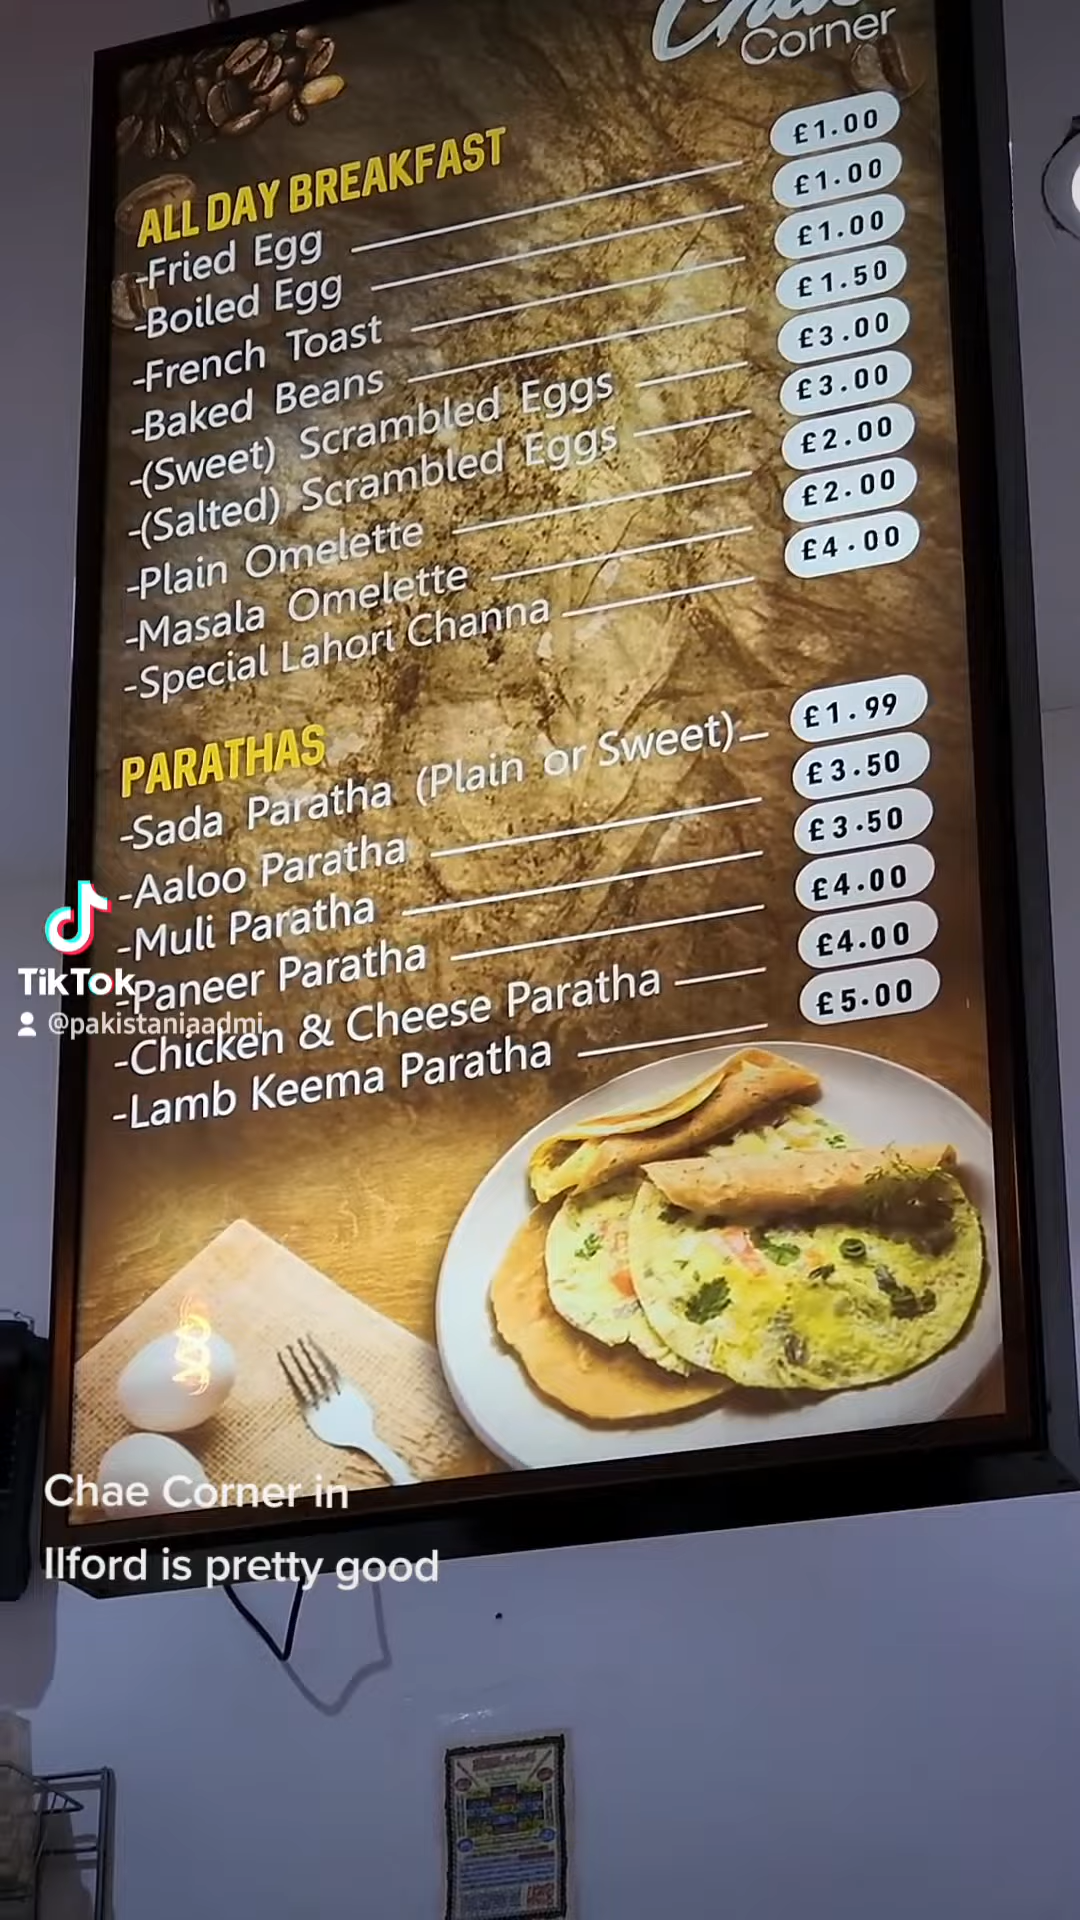 Corner
ALL DAY BREAKFAST
-Fried Egg £1.00
-Boiled Egg £1.00
-French Toast £1.00
-Baked Beans £1.50
-(Sweet) Scrambled Eggs £3.00
-(Salted) Scrambled Eggs £3.00
-Plain Omelette £2.00
-Masala Omelette £2.00
-Special Lahori Channa £4.00
PARATHAS
-Sada Paratha (Plain or Sweet) £1.99
-Aaloo Paratha £3.50
-Muli Paratha £3.50
-Paneer Paratha £4.00
-Chicken & Cheese Paratha £4.00
-Lamb Keema Paratha £5.00
TikTok
@pakistaniaadmi
Chae Corner in
Ilford is pretty good